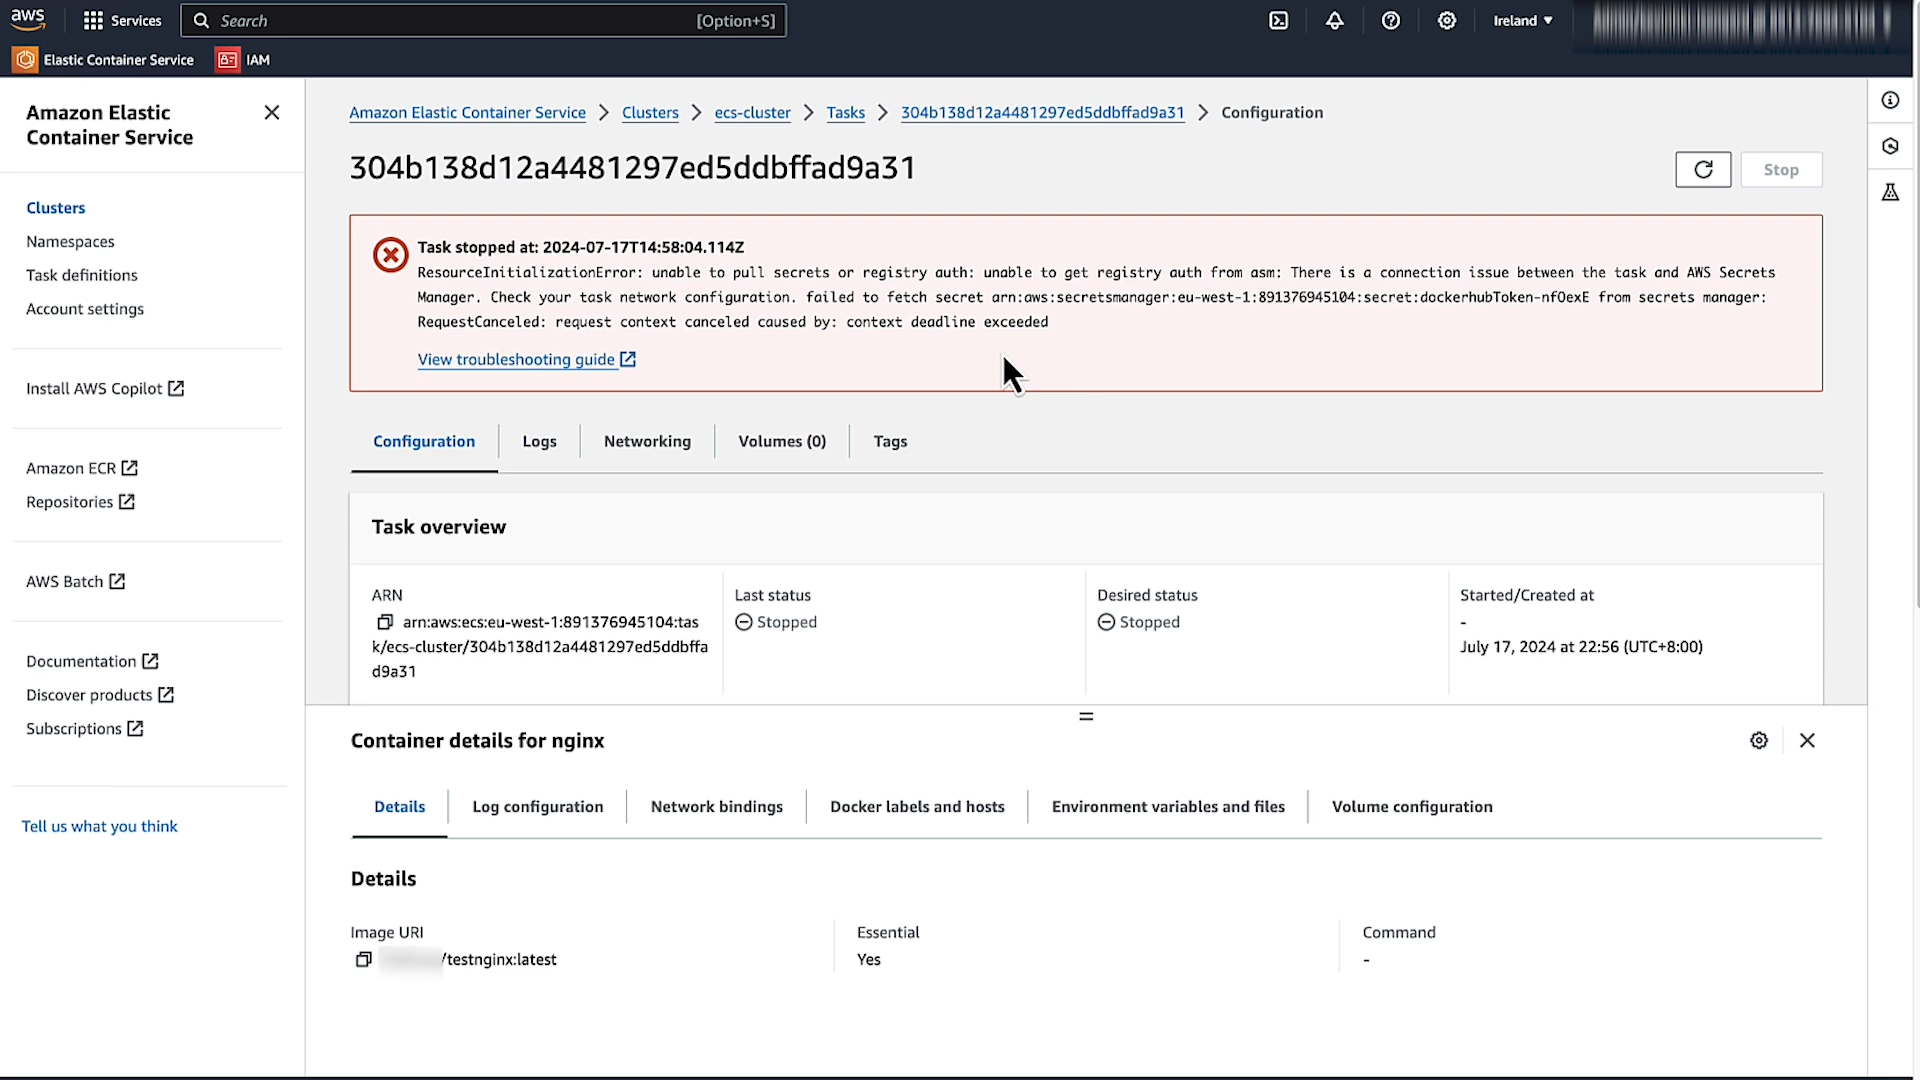 aws
Services
Search
[Option+S]
Ireland
Elastic Container Service
IAM
Amazon Elastic
Container Service
Clusters
Namespaces
Task definitions
Account settings
Install AWS Copilot
Amazon ECR
Repositories
AWS Batch
Documentation
Discover products
Subscriptions
Tell us what you think
Amazon Elastic Container Service > Clusters > ecs-cluster > Tasks > 304b138d12a4481297ed5ddbffad9a31 > Configuration
304b138d12a4481297ed5ddbffad9a31
Stop
Task stopped at: 2024-07-17T14:58:04.114Z
ResourceInitializationError: unable to pull secrets or registry auth: unable to get registry auth from asm: There is a connection issue between the task and AWS Secrets
Manager. Check your task network configuration. failed to fetch secret arn:aws:secretsmanager:eu-west-1:891376945104:secret:dockerhubToken-nfOexE from secrets manager:
RequestCanceled: request context canceled caused by: context deadline exceeded
View troubleshooting guide
Configuration
Logs
Networking
Volumes (0)
Tags
Task overview
ARN
arn:aws:ecs:eu-west-1:891376945104:tas
k/ecs-cluster/304b138d12a4481297ed5ddbffa
d9a31
Last status
Stopped
Desired status
Stopped
Started/Created at
-
July 17, 2024 at 22:56 (UTC+8:00)
Container details for nginx
Details
Log configuration
Network bindings
Docker labels and hosts
Environment variables and files
Volume configuration
Details
Image URI
/testnginx:latest
Essential
Yes
Command
-